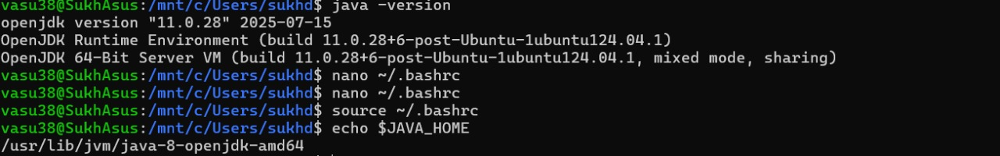 vasu38@SukhAsus:/mnt/c/Users/sukhd$ java -version
openjdk version "11.0.28" 2025-07-15
OpenJDK Runtime Environment (build 11.0.28+6-post-Ubuntu-1ubuntu124.04.1)
OpenJDK 64-Bit Server VM (build 11.0.28+6-post-Ubuntu-1ubuntu124.04.1, mixed mode, sharing)
vasu38@SukhAsus:/mnt/c/Users/sukhd$ nano ~/.bashrc
vasu38@SukhAsus:/mnt/c/Users/sukhd$ nano ~/.bashrc
vasu38@SukhAsus:/mnt/c/Users/sukhd$ source ~/.bashrc
vasu38@SukhAsus:/mnt/c/Users/sukhd$ echo $JAVA_HOME
/usr/lib/jvm/java-8-openjdk-amd64